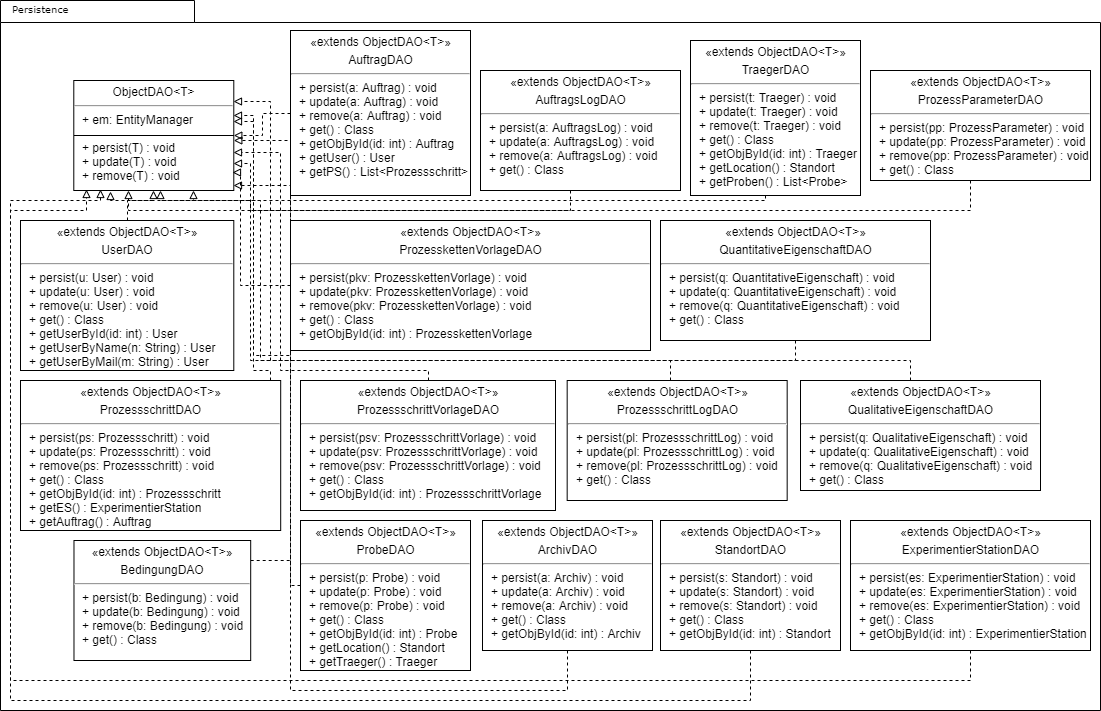 Persistence
ObjectDAO<T>
+ em: EntityManager
+ persist(T) : void
+ update(T) : void
+ remove(T) : void
«extends ObjectDAO<T>»
AuftragDAO
+ persist(a: Auftrag) : void
+ update(a: Auftrag) : void
+ remove(a: Auftrag) : void
+ get() : Class
+ getObjById(id: int) : Auftrag
+ getUser() : User
+ getPS() : List<Prozessschritt>
«extends ObjectDAO<T>»
AuftragsLogDAO
+ persist(a: AuftragsLog) : void
+ update(a: AuftragsLog) : void
+ remove(a: AuftragsLog) : void
+ get() : Class
«extends ObjectDAO<T>»
TraegerDAO
+ persist(t: Traeger) : void
+ update(t: Traeger) : void
+ remove(t: Traeger) : void
+ get() : Class
+ getObjById(id: int) : Traeger
+ getLocation() : Standort
+ getProben() : List<Probe>
«extends ObjectDAO<T>»
ProzessParameterDAO
+ persist(pp: ProzessParameter) : void
+ update(pp: ProzessParameter) : void
+ remove(pp: ProzessParameter) : void
+ get() : Class
«extends ObjectDAO<T>»
UserDAO
+ persist(u: User) : void
+ update(u: User) : void
+ remove(u: User) : void
+ get() : Class
+ getUserById(id: int) : User
+ getUserByName(n: String) : User
+ getUserByMail(m: String) : User
«extends ObjectDAO<T>»
ProzesskettenVorlageDAO
+ persist(pkv: ProzesskettenVorlage) : void
+ update(pkv: ProzesskettenVorlage) : void
+ remove(pkv: ProzesskettenVorlage) : void
+ get() : Class
+ getObjById(id: int) : ProzesskettenVorlage
«extends ObjectDAO<T>»
QuantitativeEigenschaftDAO
+ persist(q: QuantitativeEigenschaft) : void
+ update(q: QuantitativeEigenschaft) : void
+ remove(q: QuantitativeEigenschaft) : void
+ get() : Class
«extends ObjectDAO<T>»
ProzessschrittDAO
+ persist(ps: Prozessschritt) : void
+ update(ps: Prozessschritt) : void
+ remove(ps: Prozessschritt) : void
+ get() : Class
+ getObjById(id: int) : Prozessschritt
+ getES() : ExperimentierStation
+ getAuftrag() : Auftrag
«extends ObjectDAO<T>»
ProzessschrittVorlageDAO
+ persist(psv: ProzessschrittVorlage) : void
+ update(psv: ProzessschrittVorlage) : void
+ remove(psv: ProzessschrittVorlage) : void
+ get() : Class
+ getObjById(id: int) : ProzessschrittVorlage
«extends ObjectDAO<T>»
ProzessschrittLogDAO
+ persist(pl: ProzessschrittLog) : void
+ update(pl: ProzessschrittLog) : void
+ remove(pl: ProzessschrittLog) : void
+ get() : Class
«extends ObjectDAO<T>»
QualitativeEigenschaftDAO
+ persist(q: QualitativeEigenschaft) : void
+ update(q: QualitativeEigenschaft) : void
+ remove(q: QualitativeEigenschaft) : void
+ get() : Class
«extends ObjectDAO<T>»
BedingungDAO
+ persist(b: Bedingung) : void
+ update(b: Bedingung) : void
+ remove(b: Bedingung) : void
+ get() : Class
«extends ObjectDAO<T>»
ProbeDAO
+ persist(p: Probe) : void
+ update(p: Probe) : void
+ remove(p: Probe) : void
+ get() : Class
+ getObjById(id: int) : Probe
+ getLocation() : Standort
+ getTraeger() : Traeger
«extends ObjectDAO<T>»
ArchivDAO
+ persist(a: Archiv) : void
+ update(a: Archiv) : void
+ remove(a: Archiv) : void
+ get() : Class
+ getObjById(id: int) : Archiv
«extends ObjectDAO<T>»
StandortDAO
+ persist(s: Standort) : void
+ update(s: Standort) : void
+ remove(s: Standort) : void
+ get() : Class
+ getObjById(id: int) : Standort
«extends ObjectDAO<T>»
ExperimentierStationDAO
+ persist(es: ExperimentierStation) : void
+ update(es: ExperimentierStation) : void
+ remove(es: ExperimentierStation) : void
+ get() : Class
+ getObjById(id: int) : ExperimentierStation